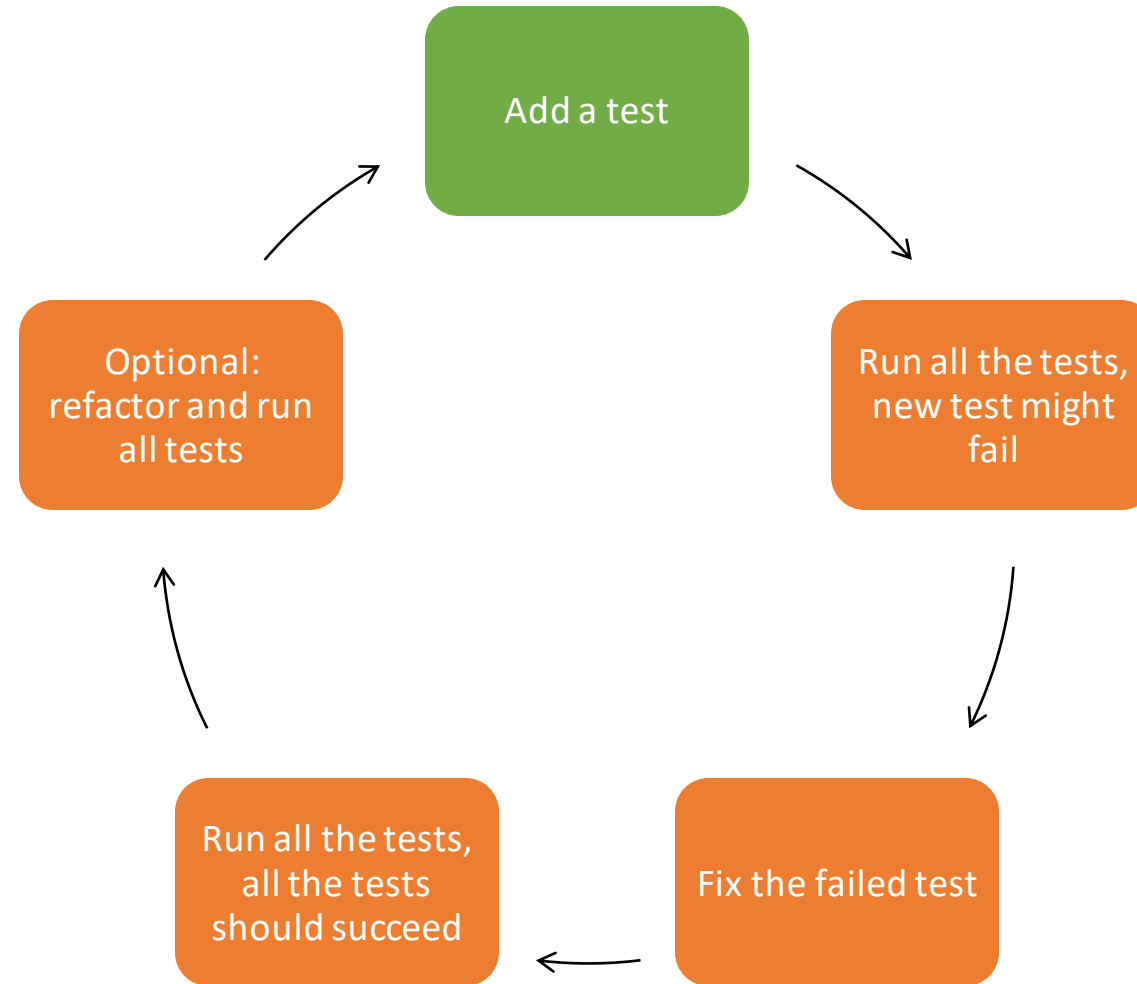 Add a test
Run all the tests,
new test might
fail
Fix the failed test
Run all the tests,
all the tests
should succeed
Optional:
refactor and run
all tests